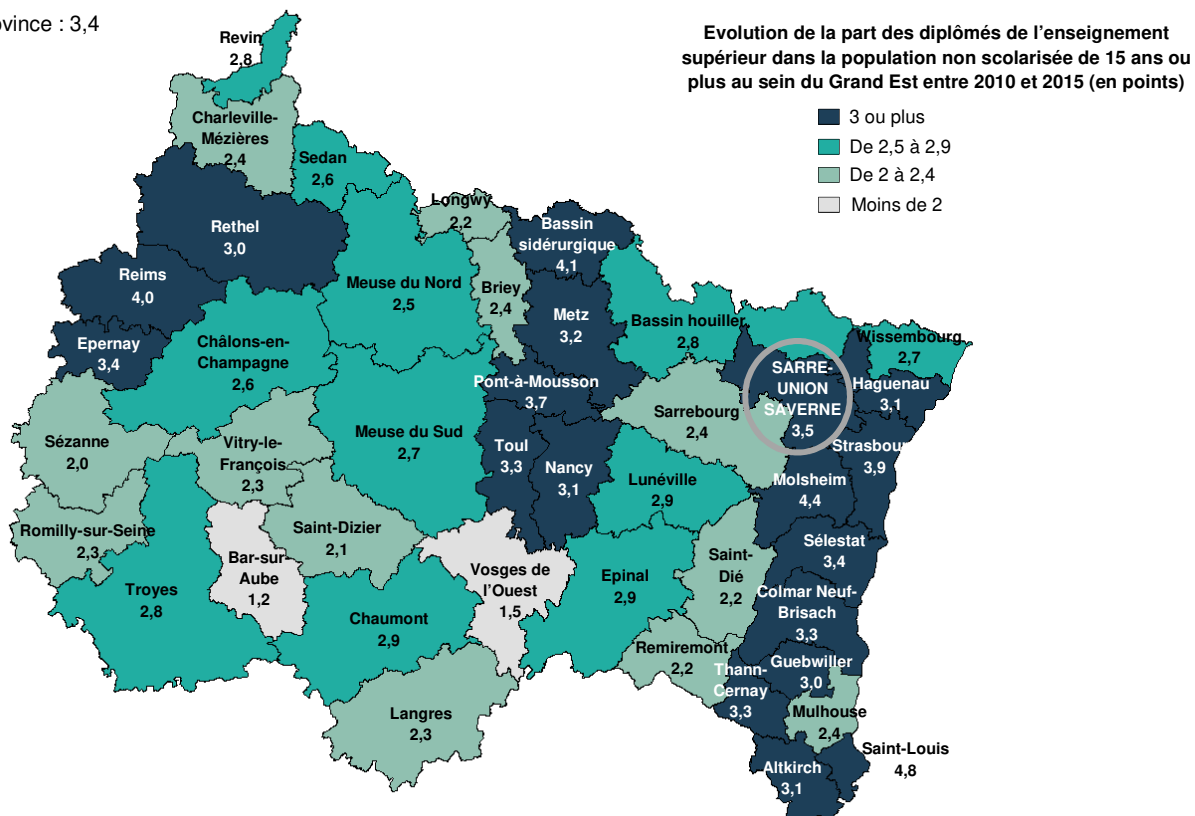 ovince : 3,4
Evolution de la part des diplômés de l'enseignement
supérieur dans la population non scolarisée de 15 ans ou
plus au sein du Grand Est entre 2010 et 2015 (en points)
3 ou plus
De 2,5 à 2,9
De 2 à 2,4
Moins de 2
Revin
2,8
Charleville-
Mézières
2,4
Sedan
2,6
Longwy
2,2
Rethel
3,0
Bassin
sidérurgique
4,1
Reims
4,0
Meuse du Nord
2,5
Briey
2,4
Metz
3,2
Bassin houiller
2,8
Wissembourg
2,7
Epernay
3,4
Châlons-en-
Champagne
2,6
SARRE-
UNION
SAVERNE
3,5
Haguenau
3,1
Pont-à-Mousson
3,7
Sarrebourg
2,4
Sézanne
2,0
Vitry-le-
François
2,3
Meuse du Sud
2,7
Toul
3,3
Nancy
3,1
Strasbour
3,9
Lunéville
2,9
Molsheim
4,4
Romilly-sur-Seine
2,3
Saint-Dizier
2,1
Sélestat
3,4
Troyes
2,8
Bar-sur-
Aube
1,2
Vosges de
l'Ouest
1,5
Epinal
2,9
Saint-
Dié
2,2
Colmar Neuf-
Brisach
3,3
Chaumont
2,9
Remiremont
2,2
Guebwiller
3,0
Thann-
Cernay
3,3
Langres
2,3
Mulhouse
2,4
Saint-Louis
4,8
Altkirch
3,1